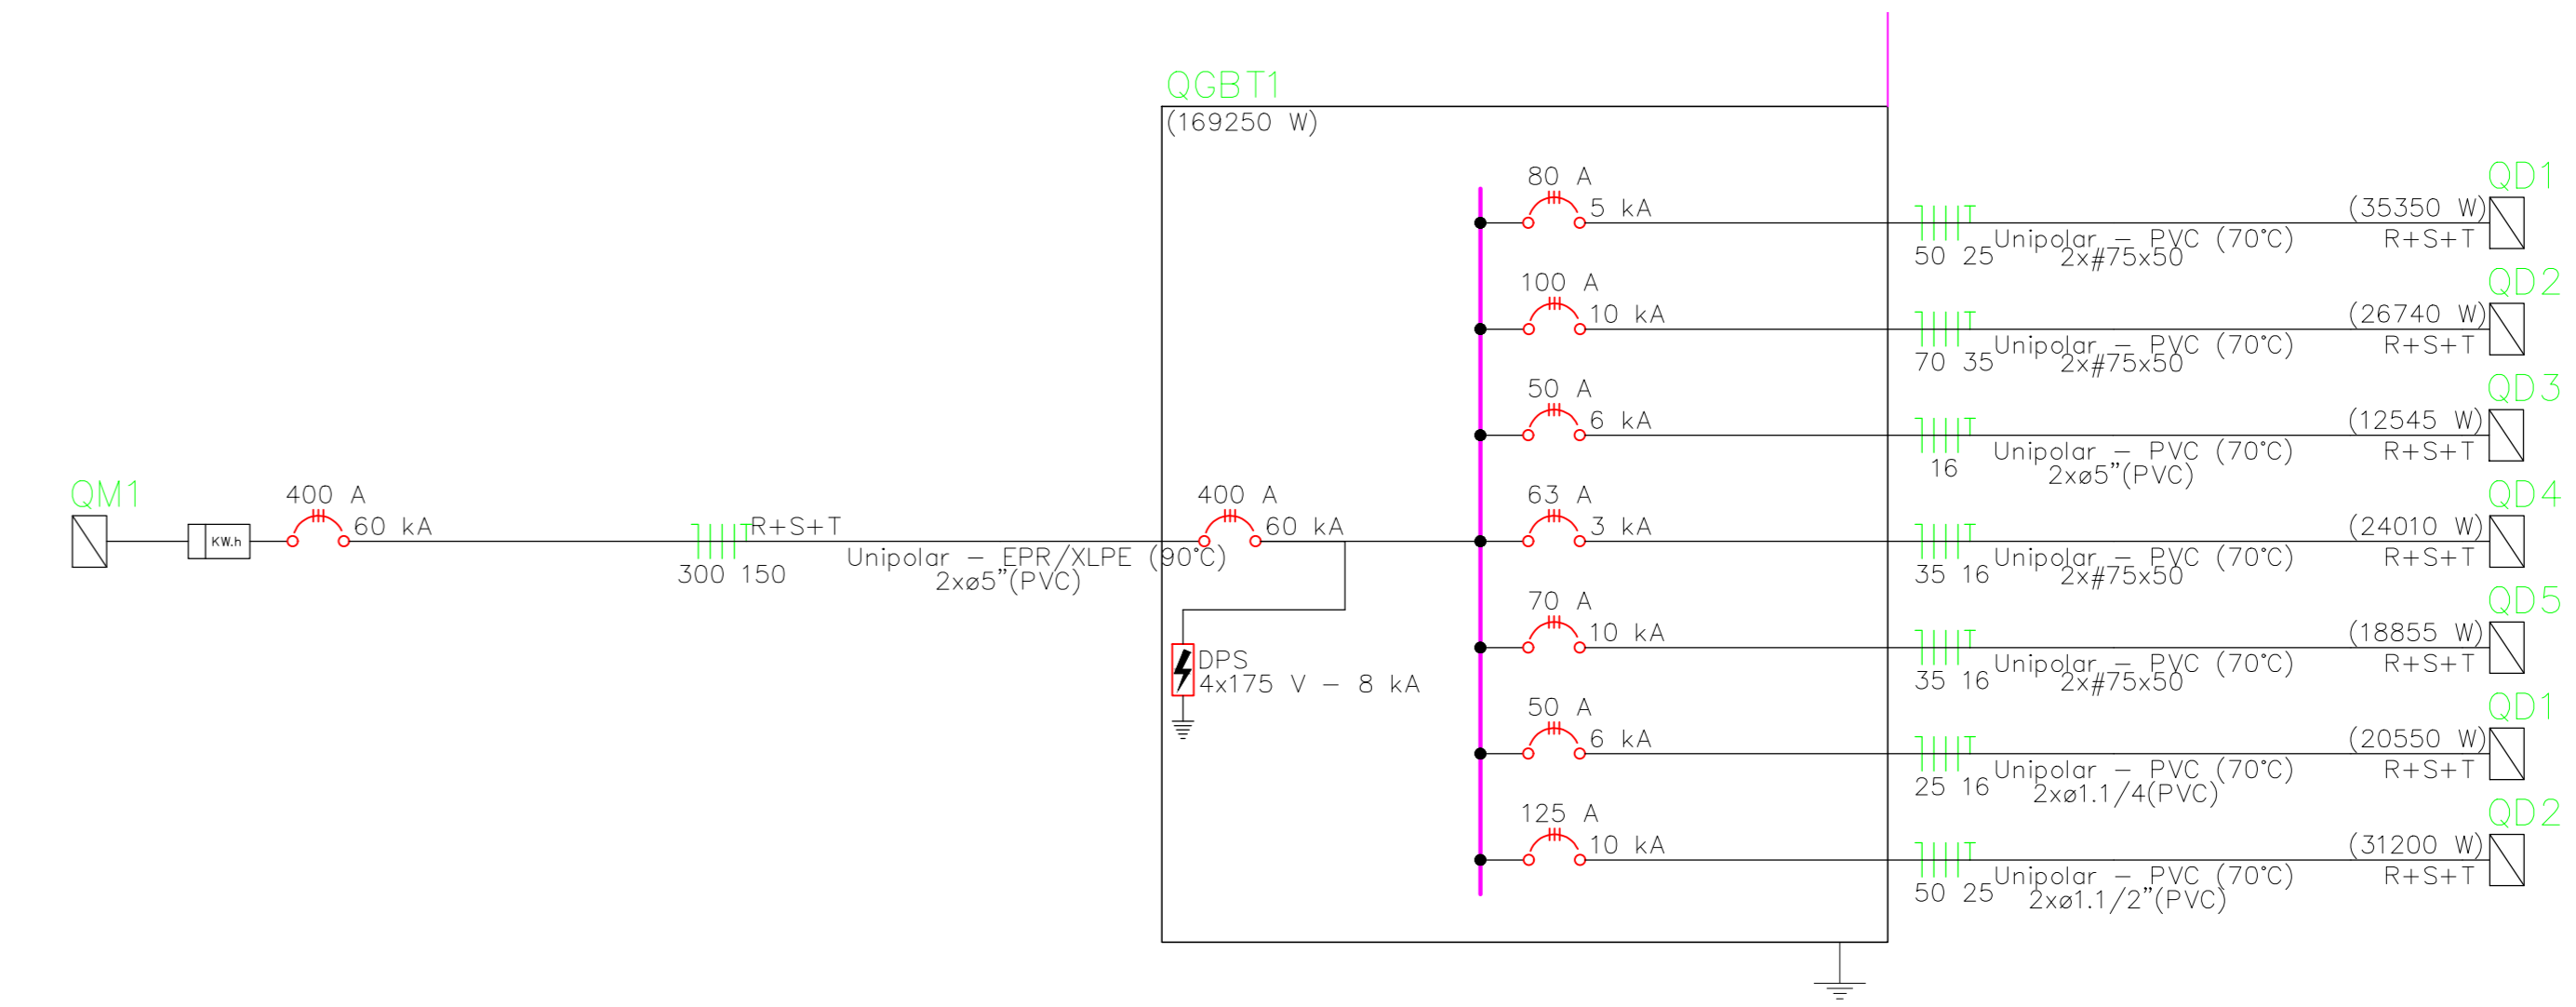 QGBT1
(169250 W)
QM1
KW.h
400 A
60 kA
R+S+T
300 150
Unipolar – EPR/XLPE (90°C)
2xø5"(PVC)
400 A
60 kA
DPS
4x175 V – 8 kA
80 A
5 kA
50 25
Unipolar – PVC (70°C)
2x#75x50
(35350 W)
R+S+T
QD1
100 A
10 kA
70 35
Unipolar – PVC (70°C)
2x#75x50
(26740 W)
R+S+T
QD2
50 A
6 kA
16
Unipolar – PVC (70°C)
2xø5"(PVC)
(12545 W)
R+S+T
QD3
63 A
3 kA
35 16
Unipolar – PVC (70°C)
2x#75x50
(24010 W)
R+S+T
QD4
70 A
10 kA
35 16
Unipolar – PVC (70°C)
2x#75x50
(18855 W)
R+S+T
QD5
50 A
6 kA
25 16
Unipolar – PVC (70°C)
2xø1.1/4(PVC)
(20550 W)
R+S+T
QD1
125 A
10 kA
50 25
Unipolar – PVC (70°C)
2xø1.1/2"(PVC)
(31200 W)
R+S+T
QD2